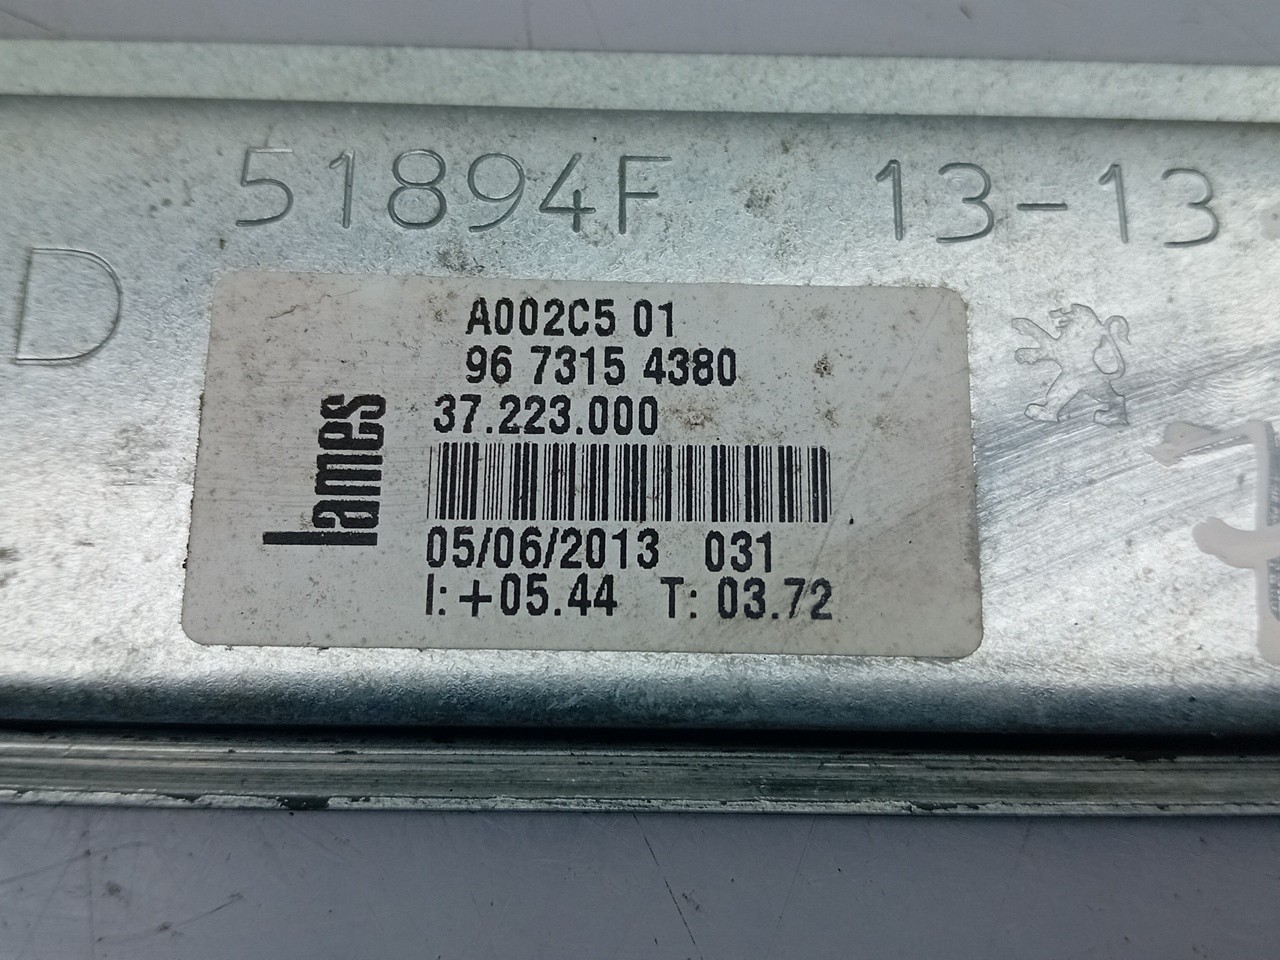 51894F 13-13
D
A002C5 01
96 7315 4380
37.223.000
lames
05/06/2013 031
I: +05.44 T: 03.72